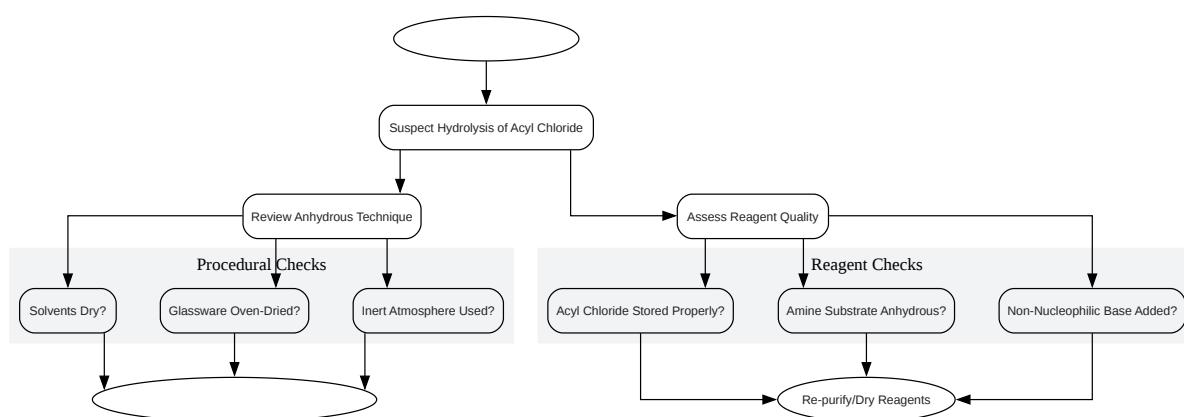 Suspect Hydrolysis of Acyl Chloride
Review Anhydrous Technique
Assess Reagent Quality
Procedural Checks
Reagent Checks
Solvents Dry?
Glassware Oven-Dried?
Inert Atmosphere Used?
Acyl Chloride Stored Properly?
Amine Substrate Anhydrous?
Non-Nucleophilic Base Added?
Re-purify/Dry Reagents